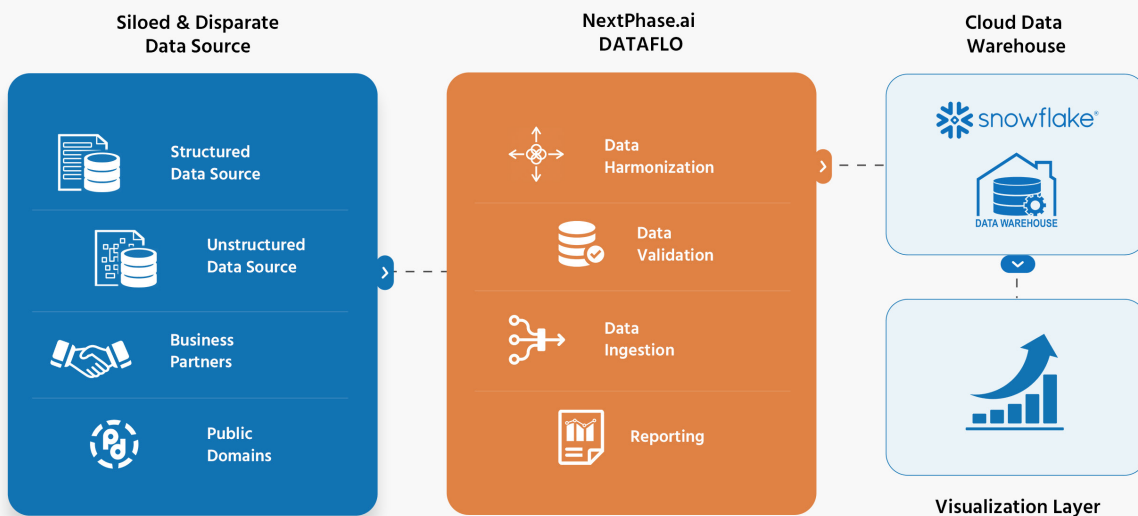 Siloed & Disparate
Data Source
Structured
Data Source
Unstructured
Data Source
Business
Partners
pd
Public
Domains
NextPhase.ai
DATAFLO
Data
Harmonization
Data
Validation
Data
Ingestion
Reporting
Cloud Data
Warehouse
snowflake®
DATA WAREHOUSE
Visualization Layer